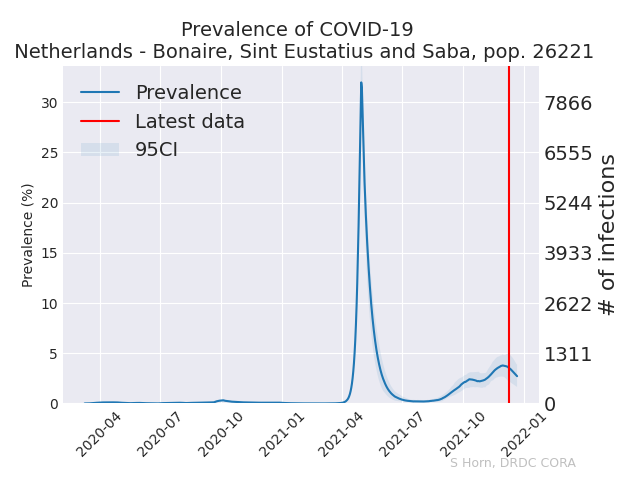 Prevalence of COVID-19
Netherlands - Bonaire, Sint Eustatius and Saba, pop. 26221
Prevalence
Latest data
95CI
Prevalence (%)
30
25
20
15
10
5
0
7866
6555
5244
3933
2622
1311
0
# of infections
2020-04
2020-07
2020-10
2021-01
2021-04
2021-07
2021-10
2022-01
S Horn, DRDC CORA